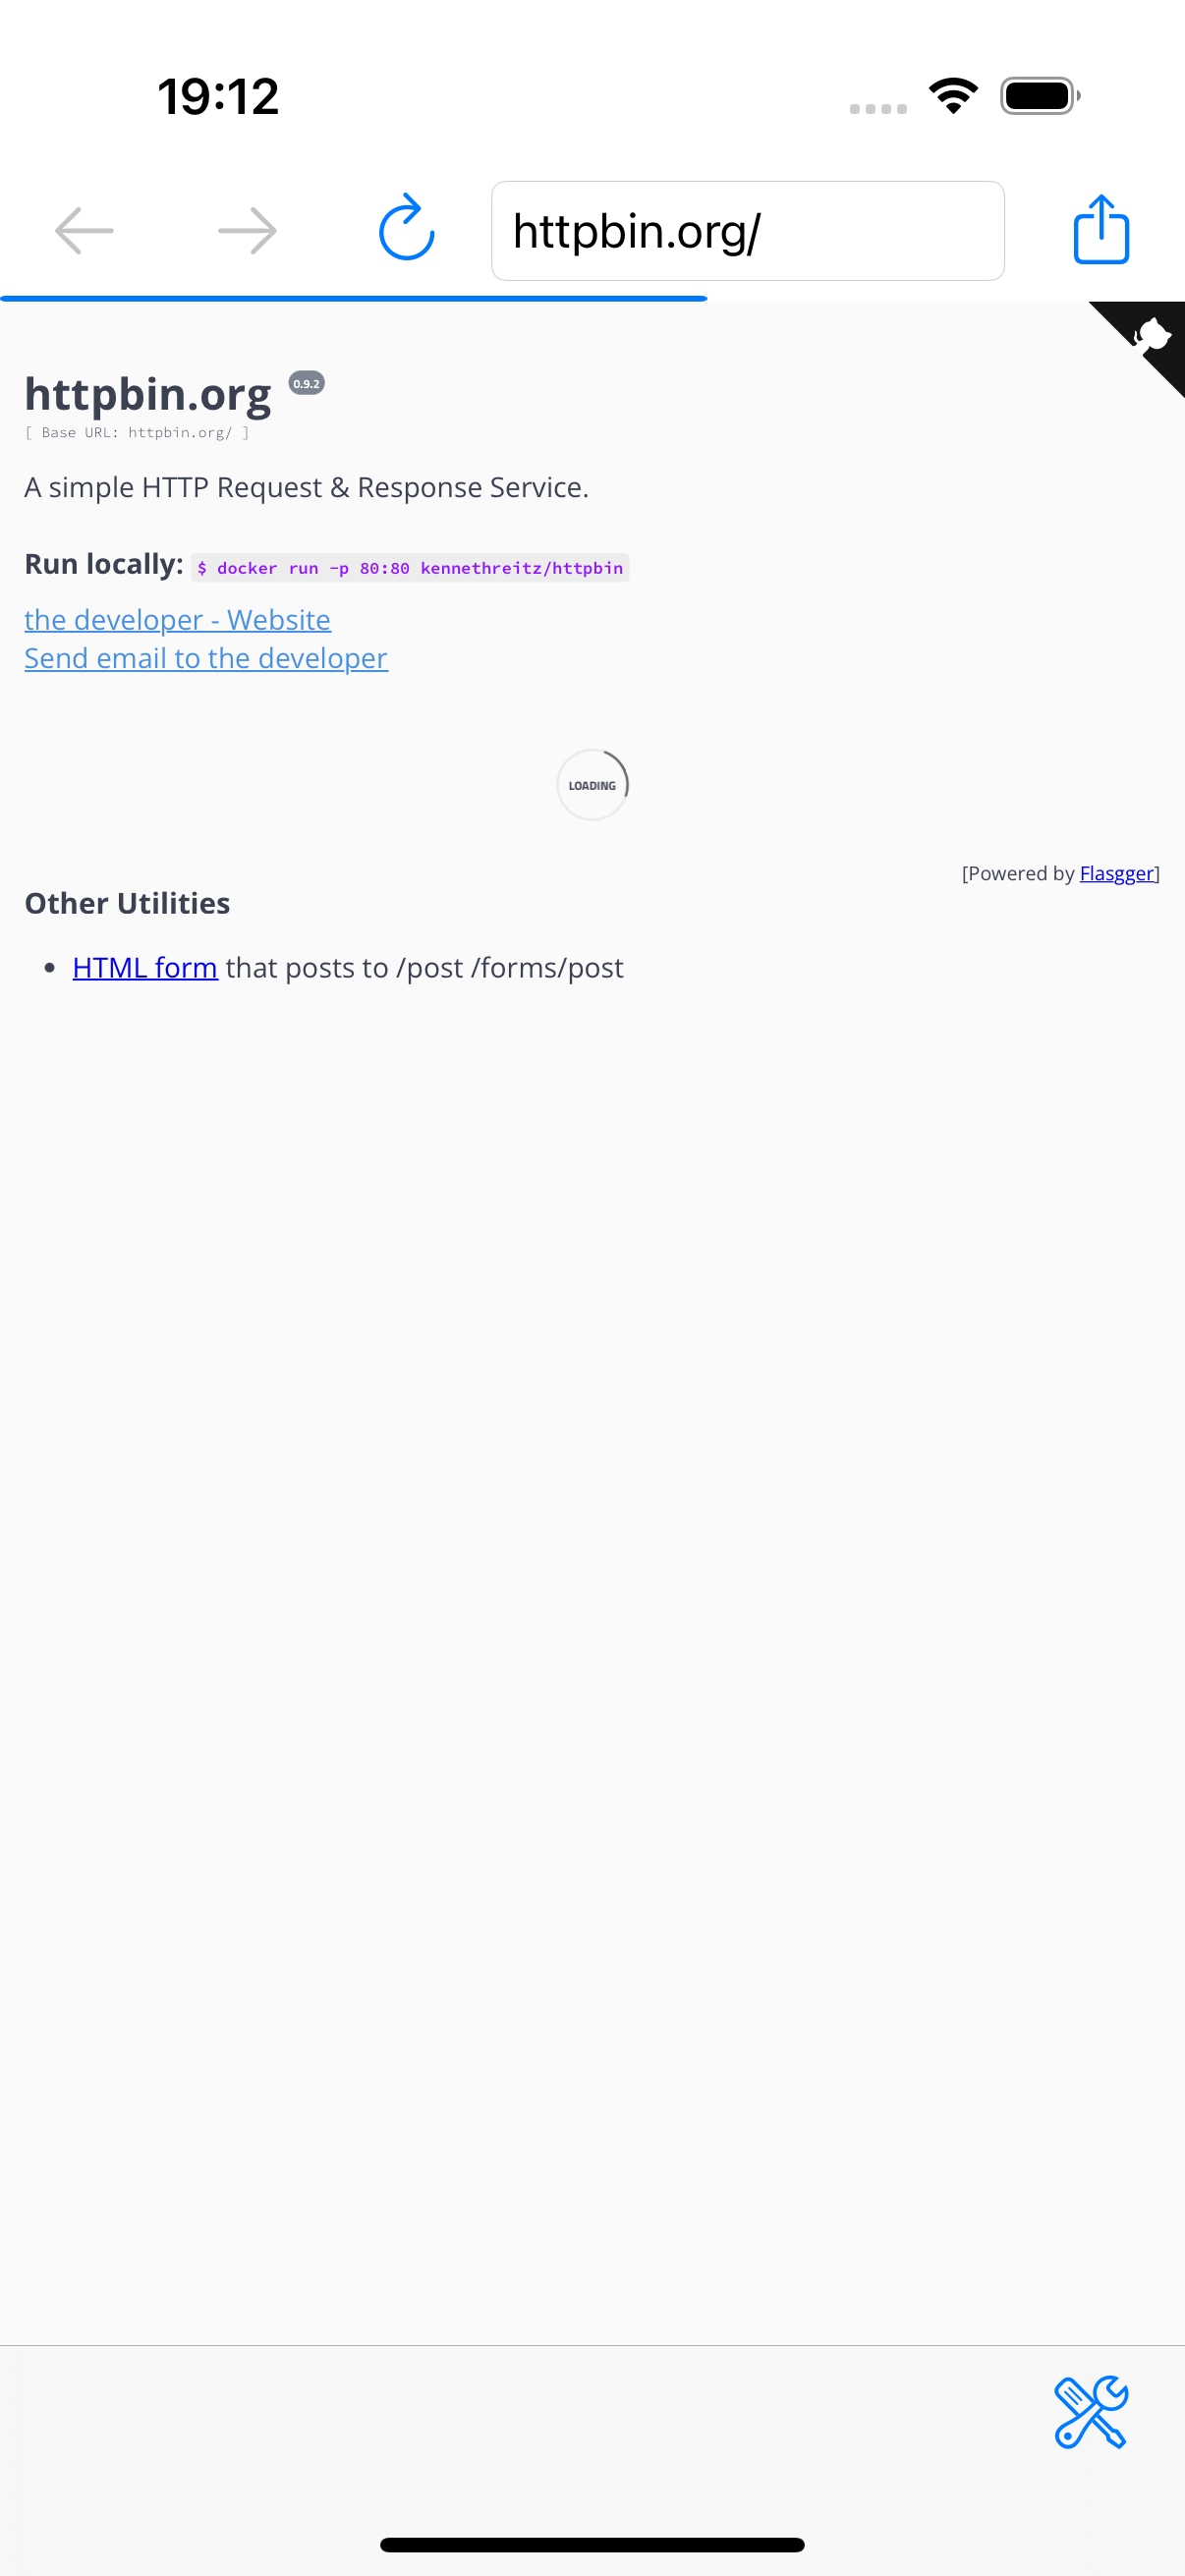 19:12
httpbin.org/
httpbin.org 0.9.2
[ Base URL: httpbin.org/ ]
A simple HTTP Request & Response Service.
Run locally: $ docker run -p 80:80 kennethreitz/httpbin
the developer - Website
Send email to the developer
LOADING
[Powered by Flasgger]
Other Utilities
• HTML form that posts to /post /forms/post